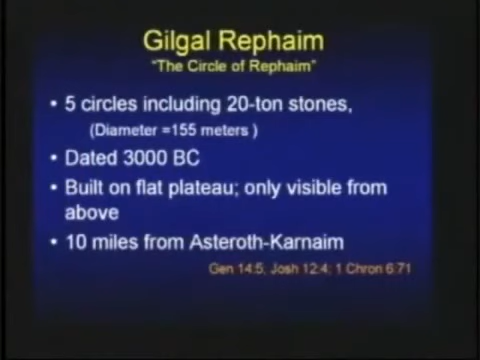 Gilgal Rephaim
"The Circle of Rephaim"
• 5 circles including 20-ton stones,
(Diameter =155 meters )
• Dated 3000 BC
• Built on flat plateau; only visible from
above
• 10 miles from Asteroth-Karnaim
Gen 14:5, Josh 12:4; 1 Chron 6:71